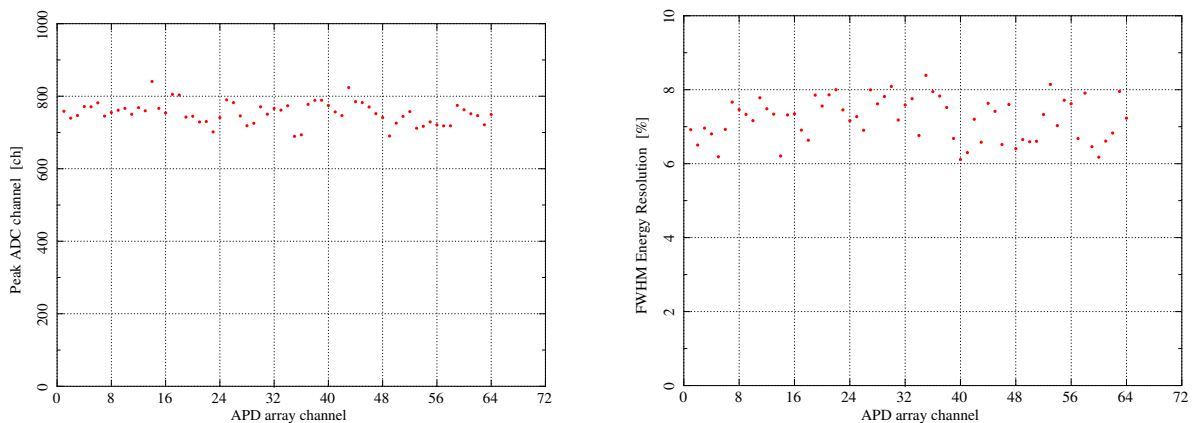 1000
800
600
400
200
0
Peak ADC channel [ch]
0 8 16 24 32 40 48 56 64 72
APD array channel
10
8
6
4
2
0
FWHM Energy Resolution [%]
0 8 16 24 32 40 48 56 64 72
APD array channel